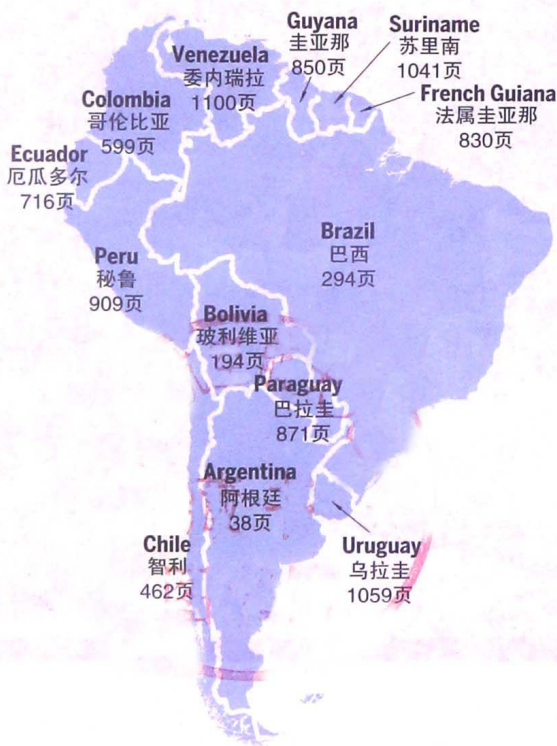 Guyana
圭亚那
850页
Suriname
苏里南
1041页
Venezuela
委内瑞拉
1100页
French Guiana
法属圭亚那
830页
Colombia
哥伦比亚
599页
Ecuador
厄瓜多尔
716页
Brazil
巴西
294页
Peru
秘鲁
909页
Bolivia
玻利维亚
194页
Paraguay
巴拉圭
871页
Argentina
阿根廷
38页
Chile
智利
462页
Uruguay
乌拉圭
1059页